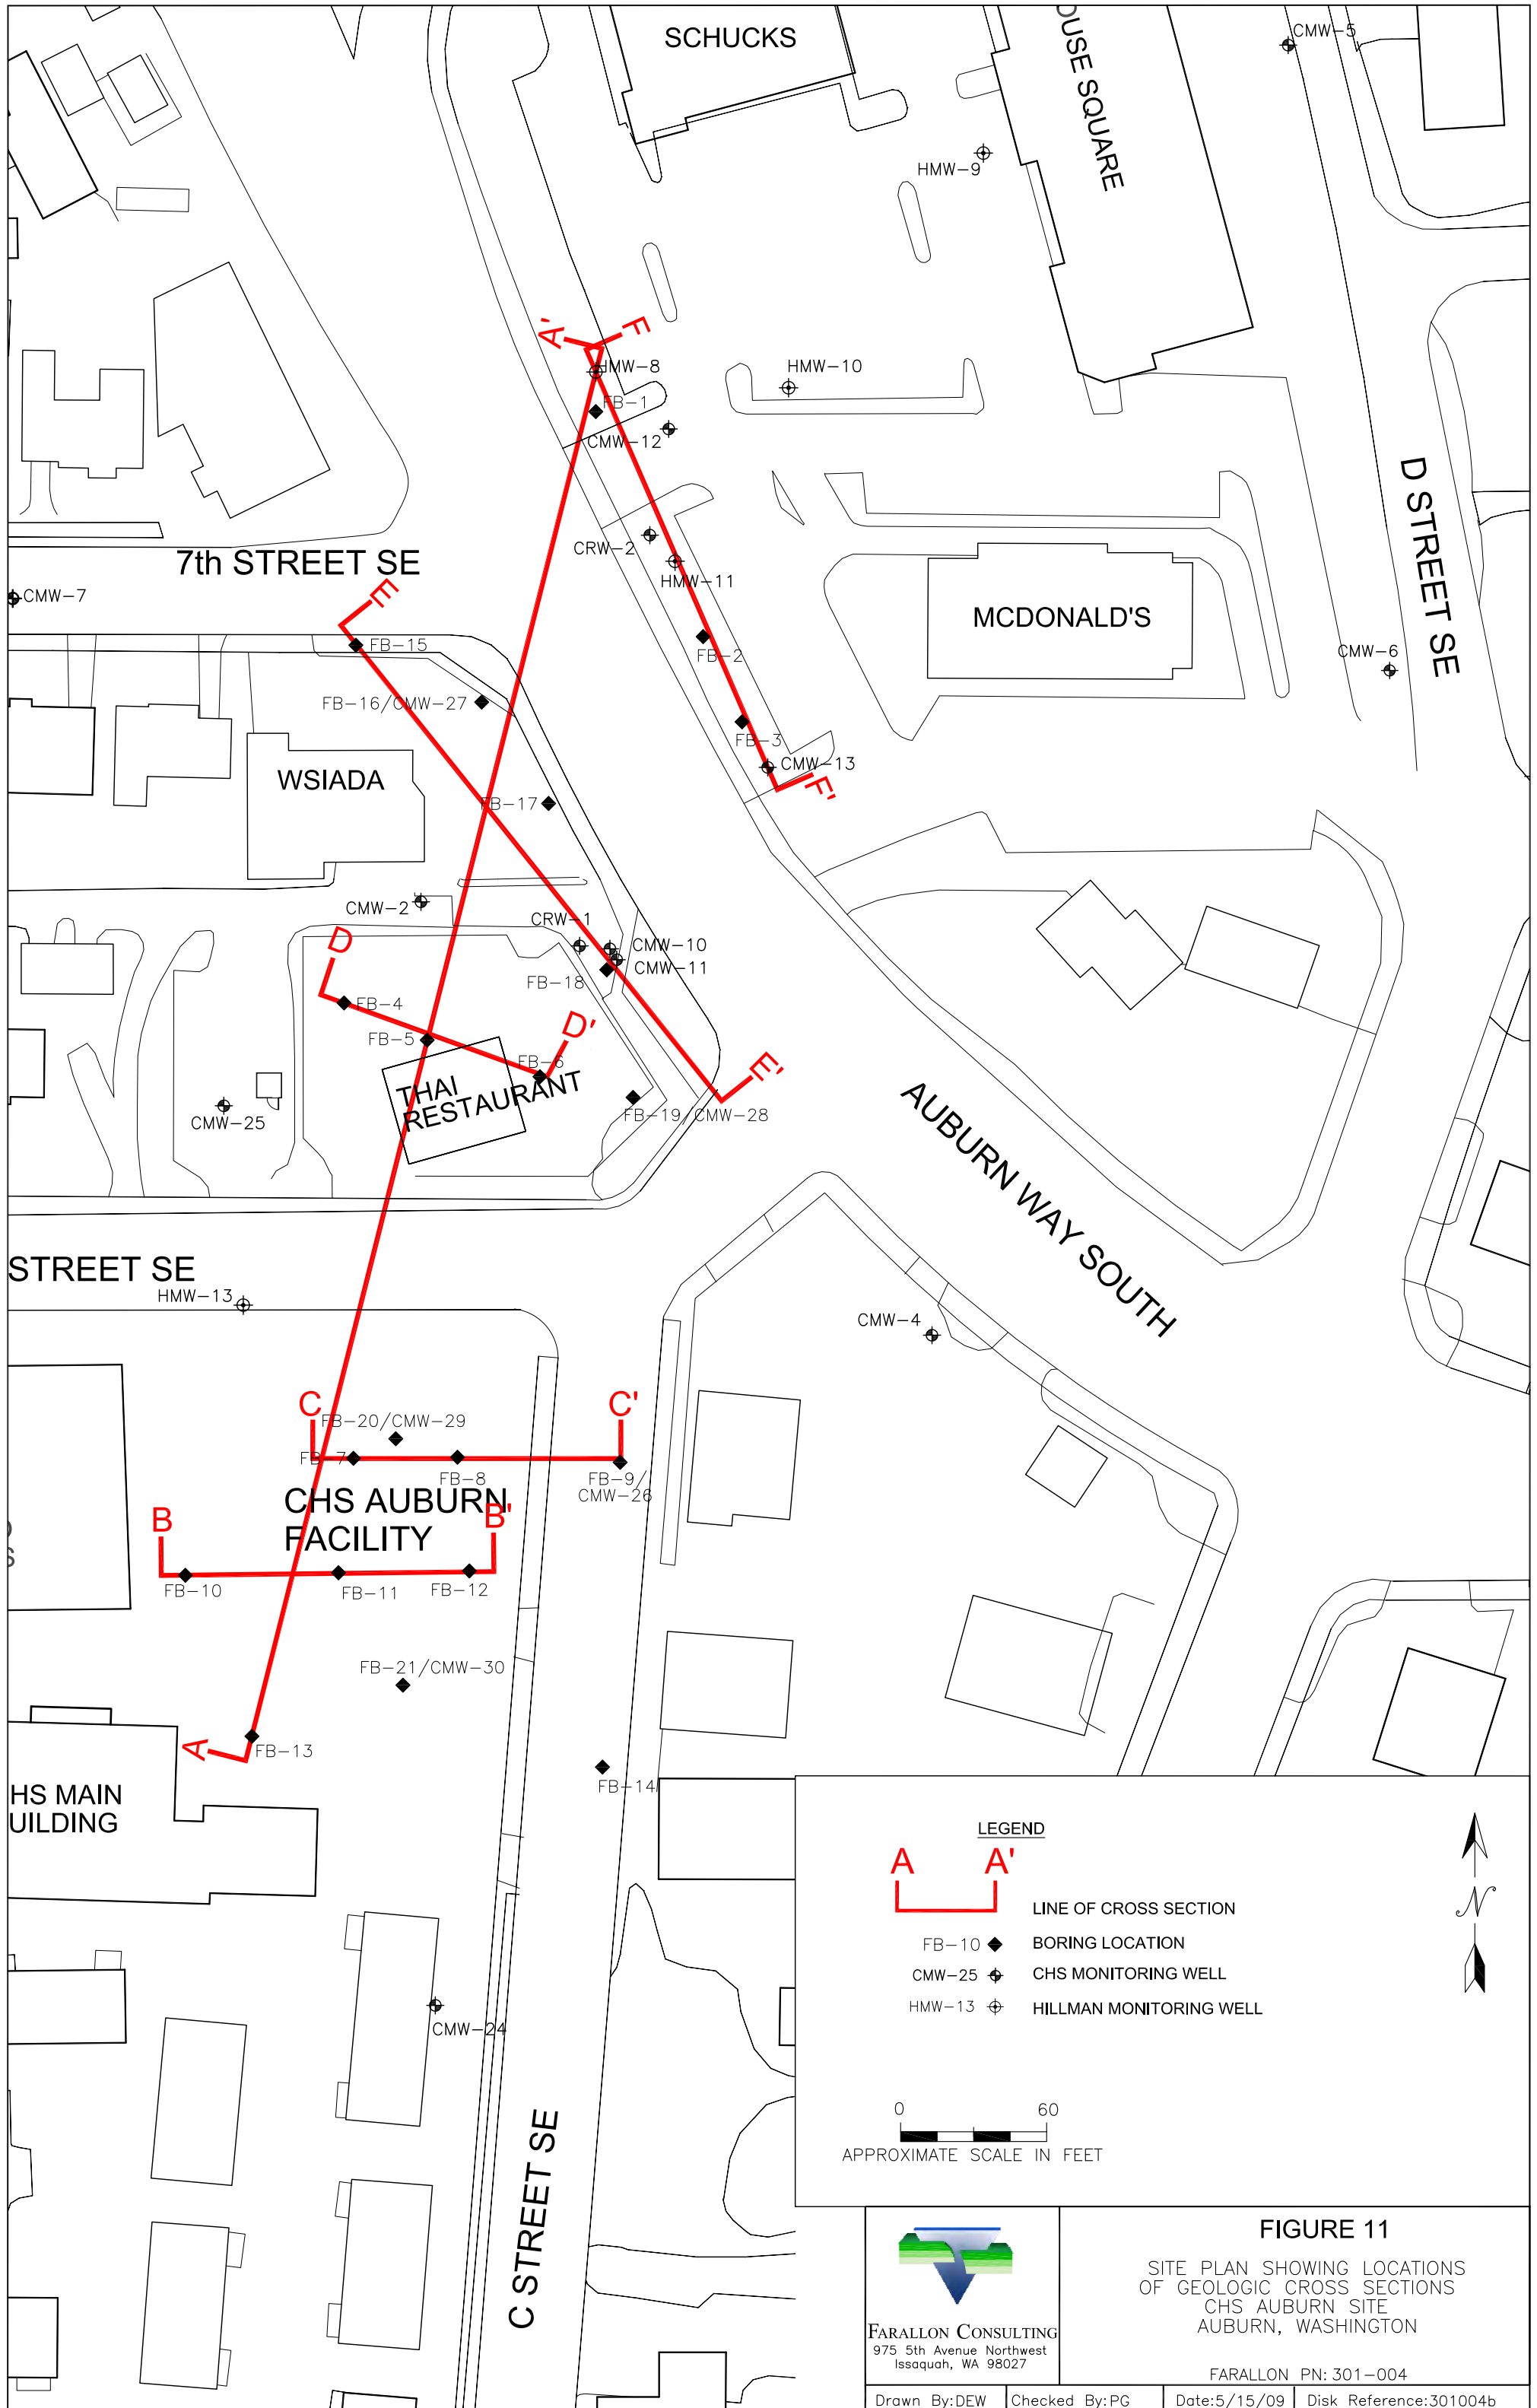 SCHUCKS
OUSE SQUARE
CMW-5
HMW-9
A'
F
HMW-8
HMW-10
FB-1
CMW-12
D STREET SE
7th STREET SE
CRW-2
HMW-11
CMW-7
E
MCDONALD'S
FB-15
FB-2
CMW-6
FB-16/CMW-27
FB-3
CMW-13
WSIADA
F'
FB-17
CMW-2
CRW-1
D
CMW-10
CMW-11
FB-18
FB-4
D'
FB-5
FB-6
E'
THAI
RESTAURANT
CMW-25
FB-19/CMW-28
AUBURN WAY SOUTH
STREET SE
HMW-13
CMW-4
C
C'
FB-20/CMW-29
FB-7
FB-8
FB-9/
CMW-26
CHS AUBURN
FACILITY
B
B'
S
FB-10
FB-11
FB-12
FB-21/CMW-30
A
FB-13
FB-14
HS MAIN
UILDING
CMW-24
C STREET SE
LEGEND
A A'
LINE OF CROSS SECTION
FB-10 BORING LOCATION
CMW-25 CHS MONITORING WELL
HMW-13 HILLMAN MONITORING WELL
N
0 60
APPROXIMATE SCALE IN FEET
FARALLON CONSULTING
975 5th Avenue Northwest
Issaquah, WA 98027
FIGURE 11
SITE PLAN SHOWING LOCATIONS
OF GEOLOGIC CROSS SECTIONS
CHS AUBURN SITE
AUBURN, WASHINGTON
FARALLON PN: 301-004
Drawn By:DEW Checked By:PG Date:5/15/09 Disk Reference:301004b